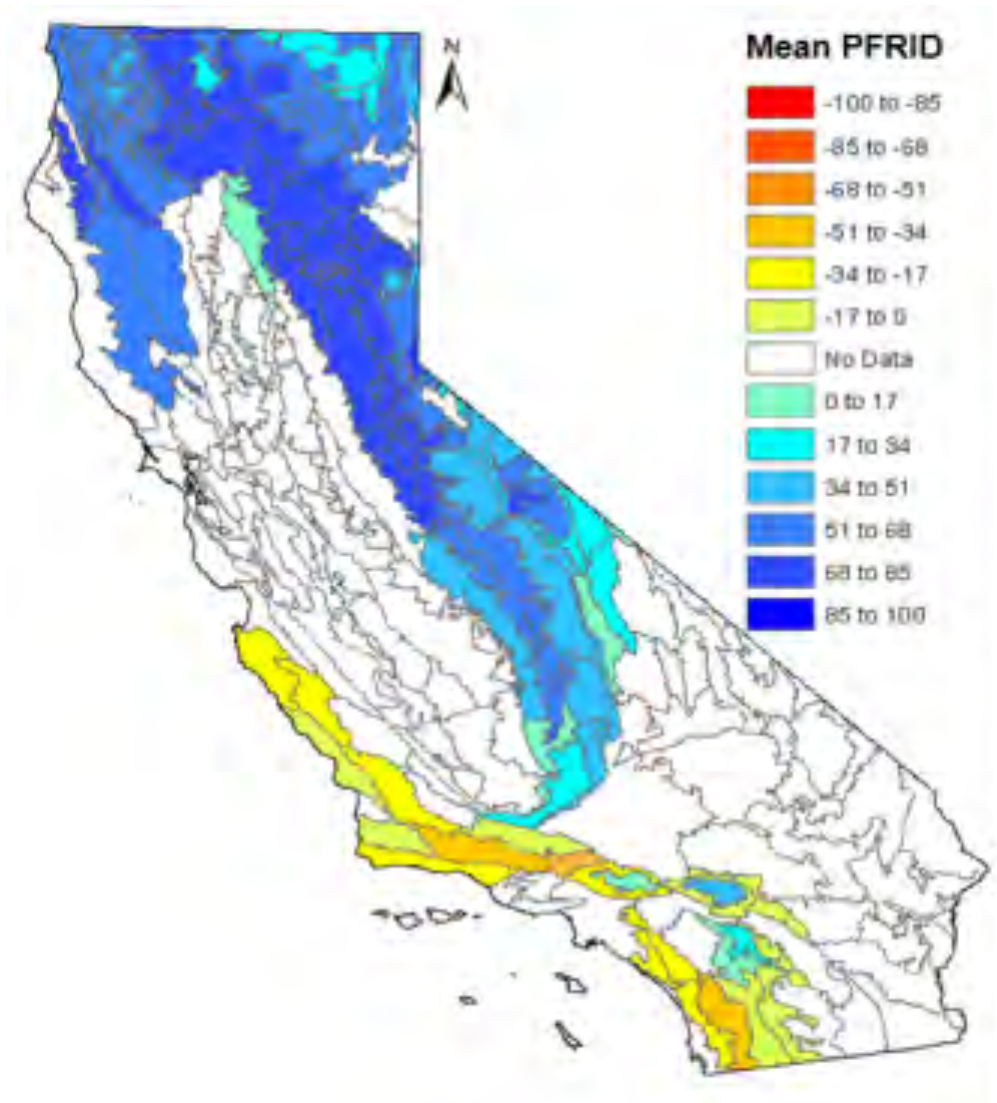 N
Mean PFRID
-100 to -85
-85 to -68
-68 to -51
-51 to -34
-34 to -17
-17 to 0
No Data
0 to 17
17 to 34
34 to 51
51 to 68
68 to 85
85 to 100